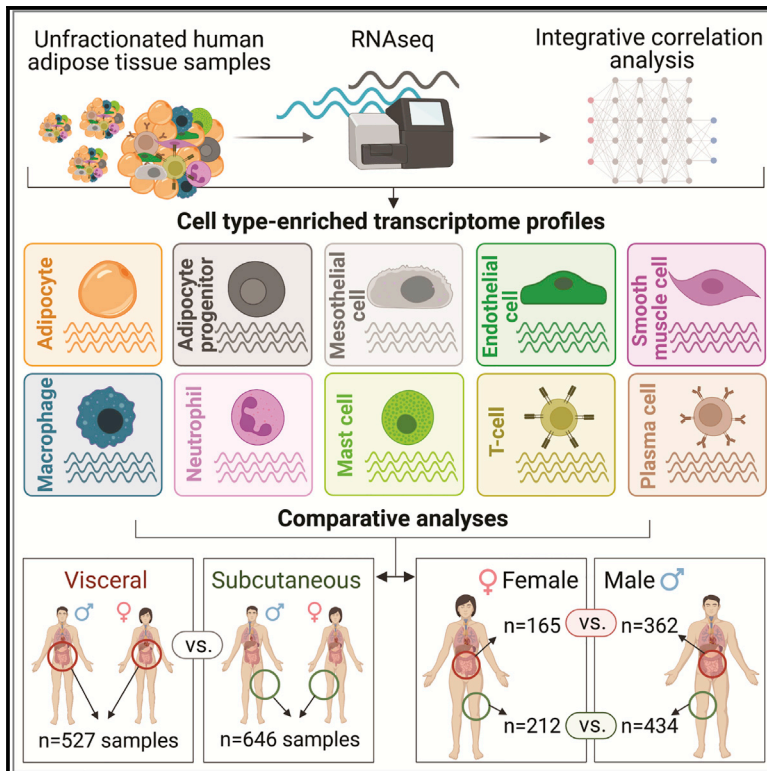 Unfractionated human
adipose tissue samples
RNAseq
Integrative correlation
analysis
Cell type-enriched transcriptome profiles
Adipocyte
Adipocyte
progenitor
Mesothelial
cell
Endothelial
cell
Smooth
muscle cell
Macrophage
Neutrophil
Mast cell
T-cell
Plasma cell
Comparative analyses
Visceral
♂ ♀
n=527 samples
vs.
Subcutaneous
♂ ♀
n=646 samples
♀ Female
Male ♂
n=165 vs. n=362
n=212 vs. n=434